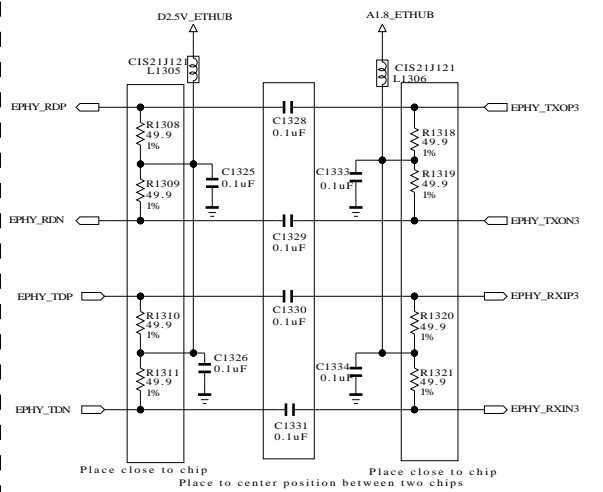 D2.5V_ETHUB
A1.8_ETHUB
CIS21J121
L1305
CIS21J121
L1306
EPHY_RDP
EPHY_TXOP3
C1328
0.1uF
R1308
49.9
1%
R1318
49.9
1%
C1325
0.1uF
C1333
0.1uF
R1309
49.9
1%
R1319
49.9
1%
EPHY_RDN
EPHY_TXON3
C1329
0.1uF
EPHY_TDP
EPHY_RXIP3
C1330
0.1uF
R1310
49.9
1%
R1320
49.9
1%
C1326
0.1uF
C1334
0.1uF
R1311
49.9
1%
R1321
49.9
1%
EPHY_TDN
EPHY_RXIN3
C1331
0.1uF
Place close to chip
Place close to chip
Place to center position between two chips